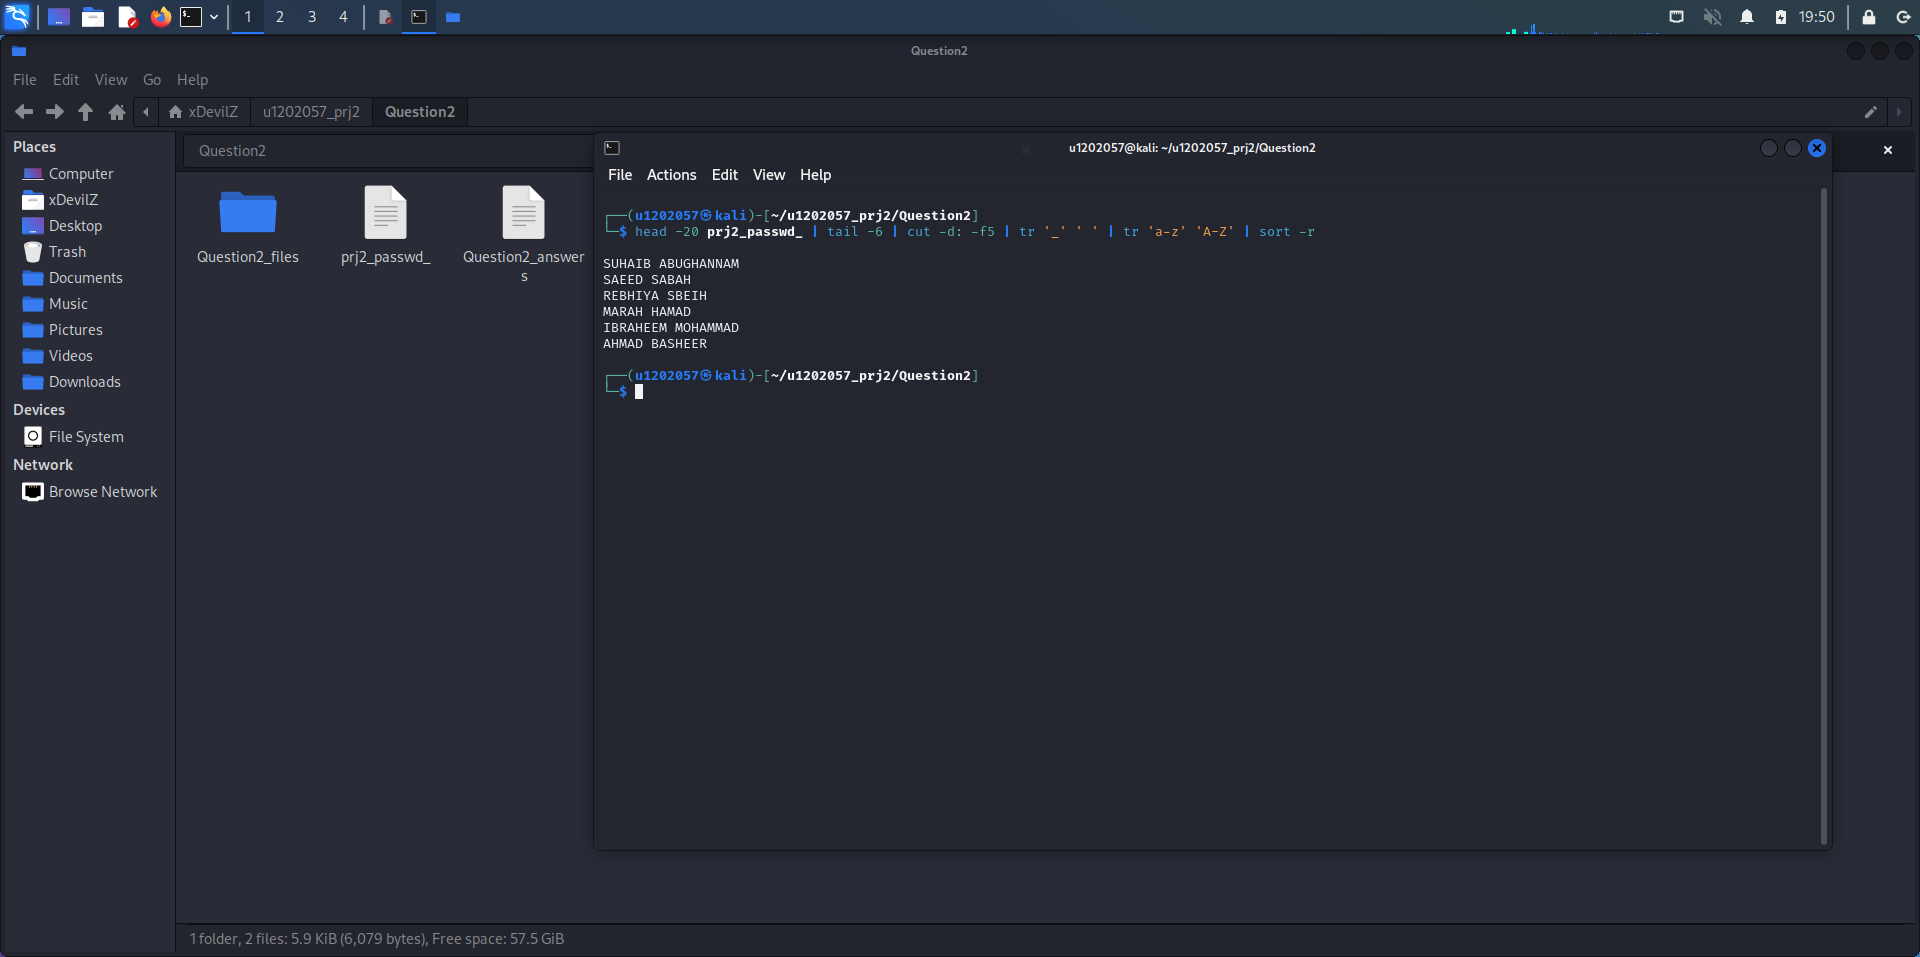 1 2 3 4 19:50
Question2
File Edit View Go Help
xDevilZ u1202057_prj2 Question2
Places
Computer
xDevilZ
Desktop
Trash
Documents
Music
Pictures
Videos
Downloads
Devices
File System
Network
Browse Network
Question2
Question2_files
prj2_passwd_
Question2_answer
s
u1202057@kali: ~/u1202057_prj2/Question2
File Actions Edit View Help
┌──(u1202057㉿kali)-[~/u1202057_prj2/Question2]
└─$ head -20 prj2_passwd_ | tail -6 | cut -d: -f5 | tr '_' ' ' | tr 'a-z' 'A-Z' | sort -r
SUHAIB ABUGHANNAM
SAEED SABAH
REBHIYA SBEIH
MARAH HAMAD
IBRAHEEM MOHAMMAD
AHMAD BASHEER
┌──(u1202057㉿kali)-[~/u1202057_prj2/Question2]
└─$
1 folder, 2 files: 5.9 KiB (6,079 bytes), Free space: 57.5 GiB